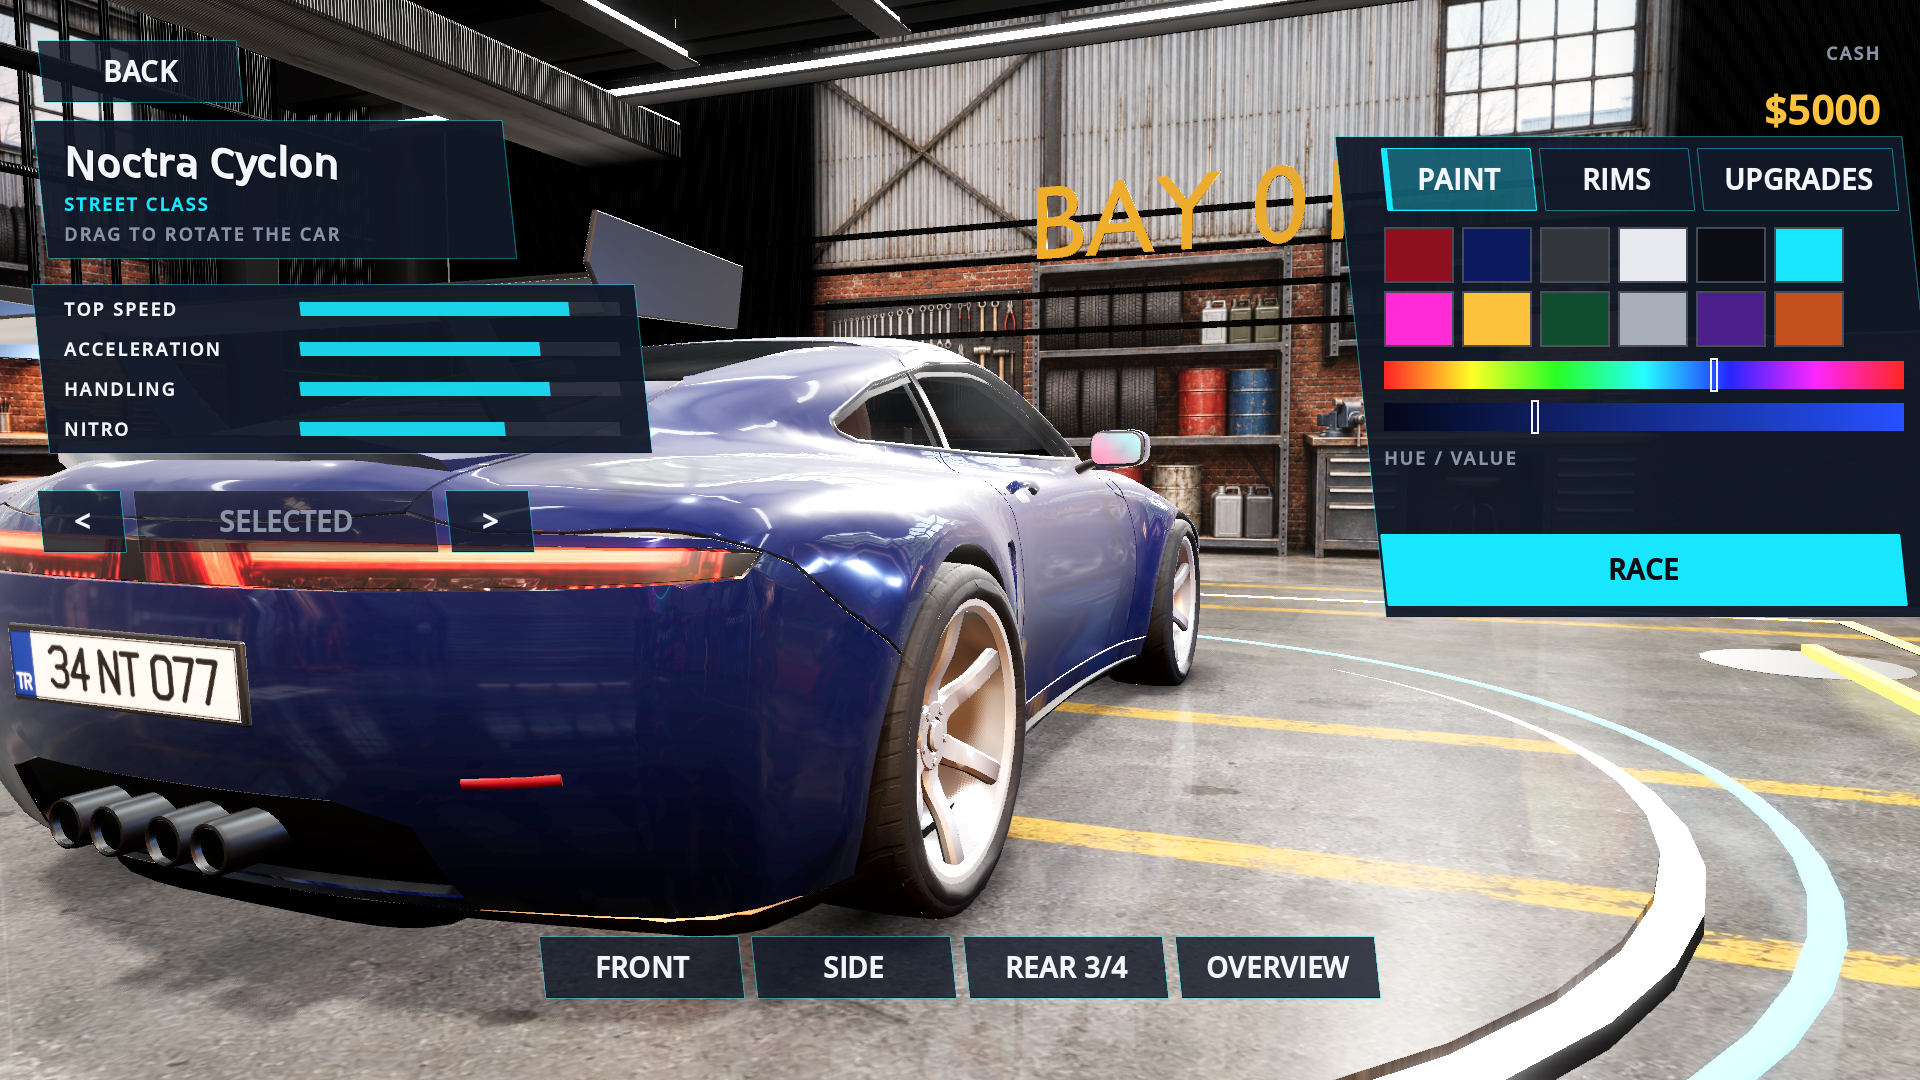 BACK
CASH
$5000
Noctra Cyclon
STREET CLASS
DRAG TO ROTATE THE CAR
PAINT
RIMS
UPGRADES
BAY 01
TOP SPEED
ACCELERATION
HANDLING
NITRO
HUE / VALUE
<
SELECTED
>
RACE
TR
34 NT 077
FRONT
SIDE
REAR 3/4
OVERVIEW